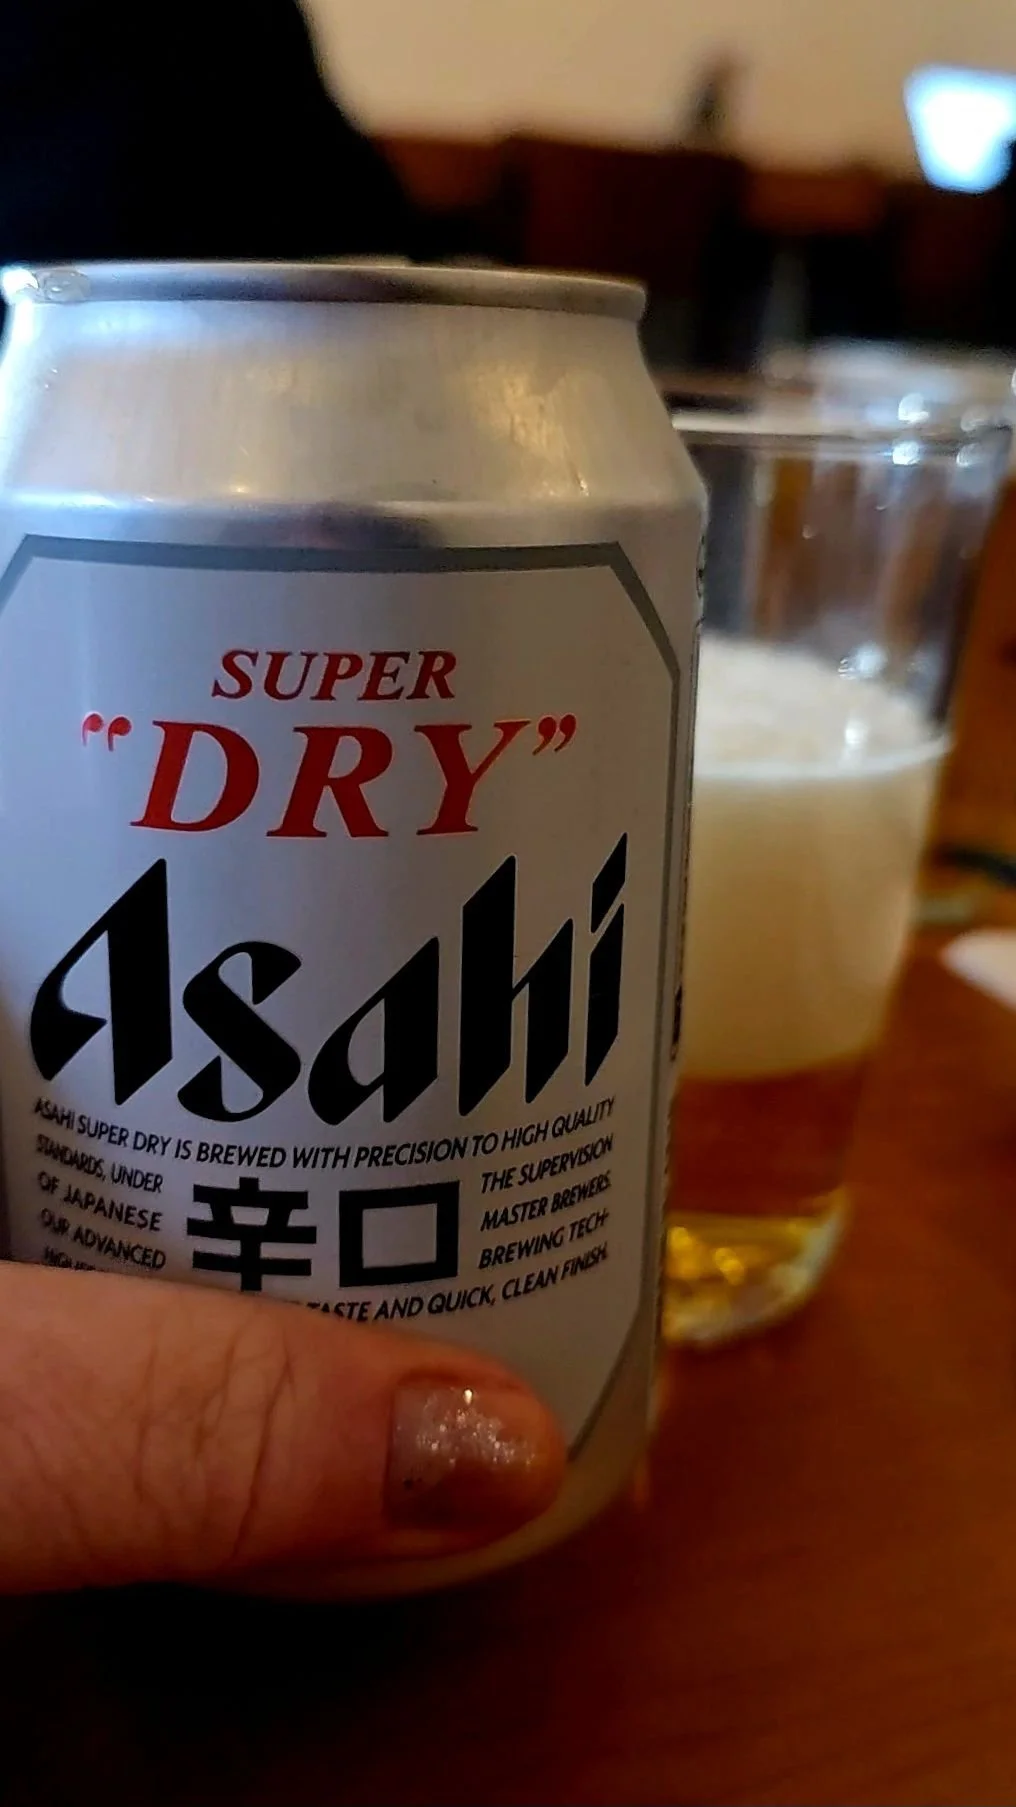 SUPER
“DRY”
Asahi
ASAHI SUPER DRY IS BREWED WITH PRECISION TO HIGH QUALITY
STANDARDS, UNDER THE SUPERVISION
OF JAPANESE MASTER BREWERS.
OUR ADVANCED BREWING TECH-
辛口
TASTE AND QUICK, CLEAN FINISH.